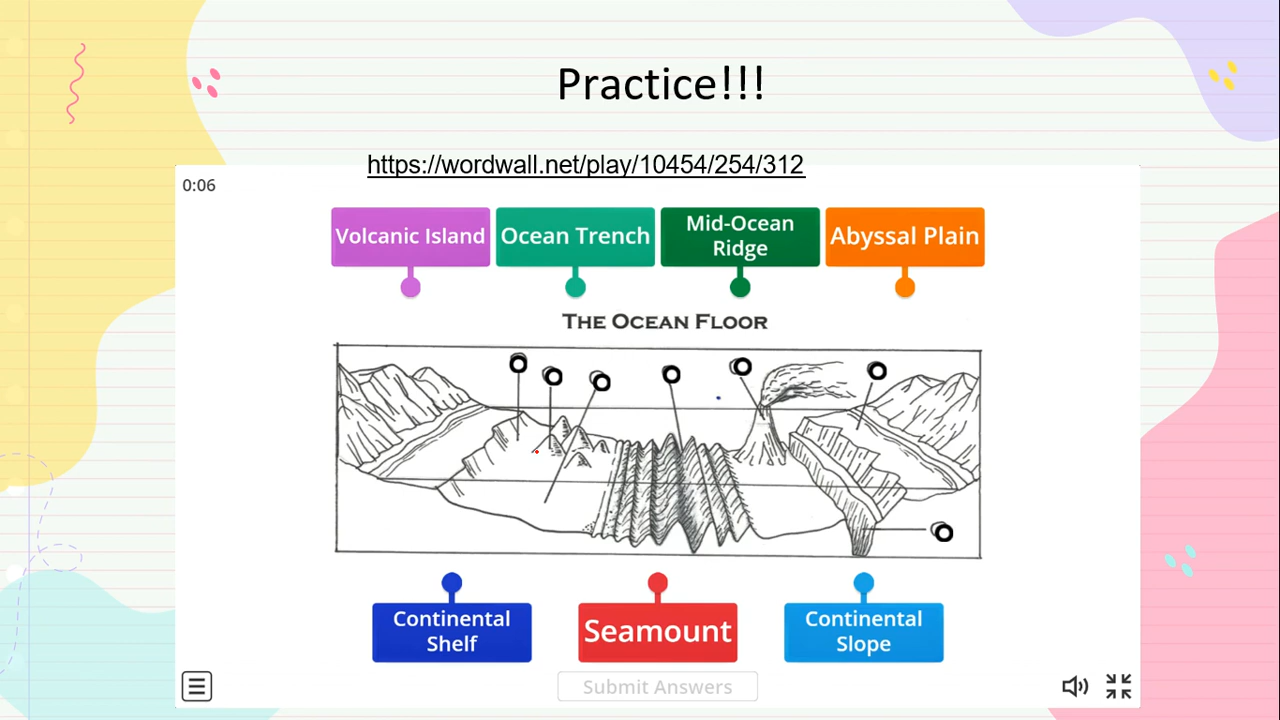 Practice!!!
https://wordwall.net/play/10454/254/312
0:06
Volcanic Island
Ocean Trench
Mid-Ocean
Ridge
Abyssal Plain
THE OCEAN FLOOR
Continental
Shelf
Seamount
Continental
Slope
Submit Answers